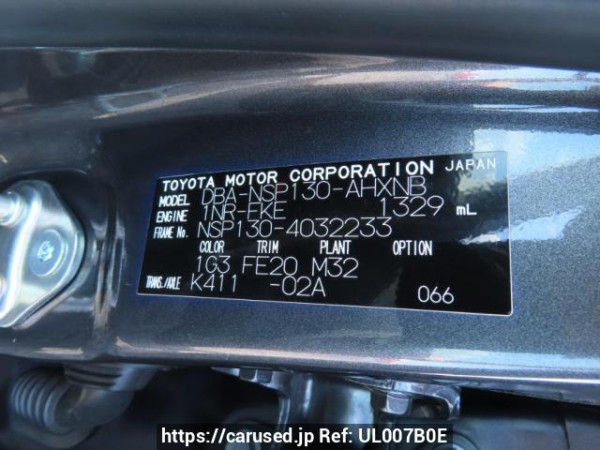 TOYOTA MOTOR CORPORATION JAPAN
MODEL DBA-NSP130-AHXNB
ENGINE 1NR-FKE 1329 mL
FRAME No. NSP130-4032233
COLOR TRIM PLANT OPTION
1G3 FE20 M32
TRANS./AXLE K411 -02A 066
https://carused.jp Ref: UL007B0E